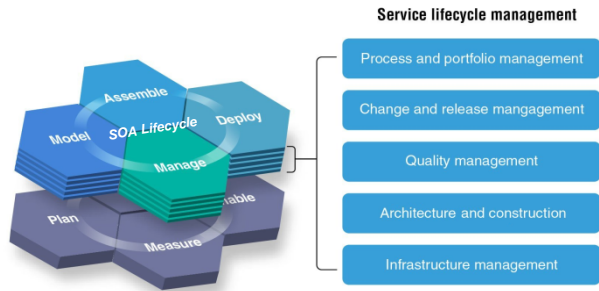 Service lifecycle management
Assemble
Model
SOA Lifecycle
Deploy
Manage
Plan
Measure
Process and portfolio management
Change and release mangagement
Quality management
Architecture and construction
Infrastructure management